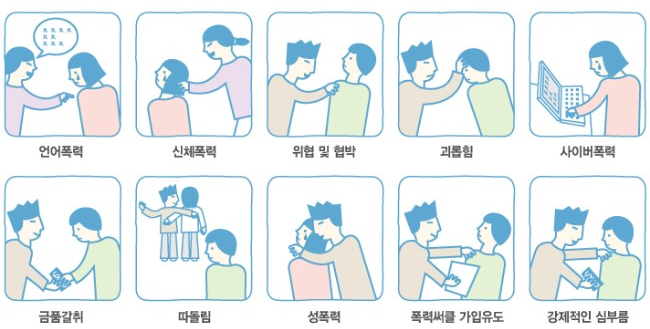 ××××
××
×××
언어폭력
신체폭력
위협 및 협박
괴롭힘
사이버폭력
금품갈취
따돌림
성폭력
폭력써클 가입유도
강제적인 심부름